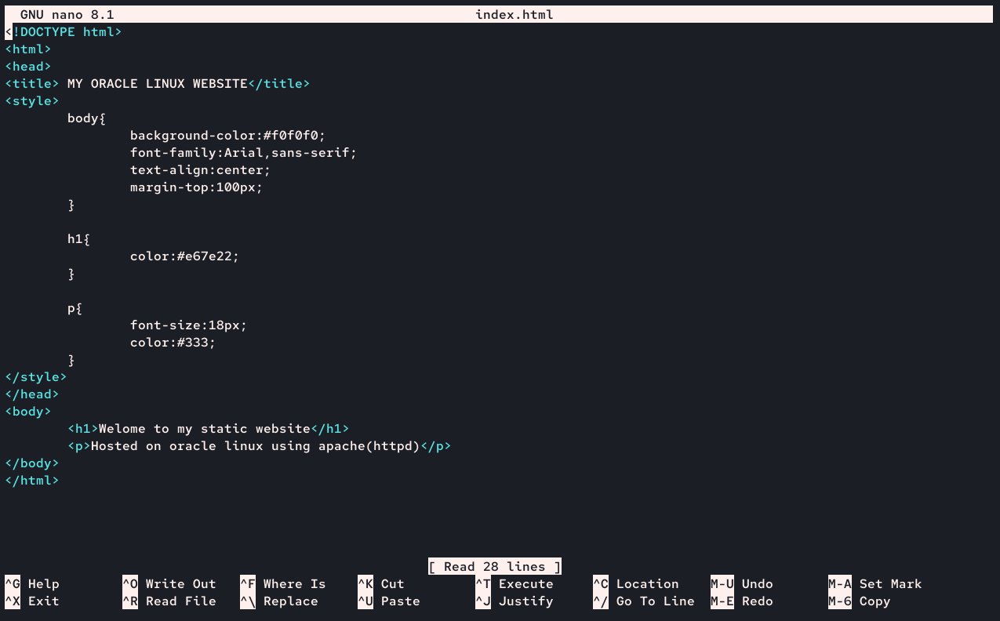 GNU nano 8.1 index.html
<!DOCTYPE html>
<html>
<head>
<title> MY ORACLE LINUX WEBSITE</title>
<style>
body{
background-color:#f0f0f0;
font-family:Arial,sans-serif;
text-align:center;
margin-top:100px;
}
h1{
color:#e67e22;
}
p{
font-size:18px;
color:#333;
}
</style>
</head>
<body>
<h1>Welome to my static website</h1>
<p>Hosted on oracle linux using apache(httpd)</p>
</body>
</html>
[ Read 28 lines ]
^G Help ^O Write Out ^F Where Is ^K Cut ^T Execute ^C Location M-U Undo M-A Set Mark
^X Exit ^R Read File ^\ Replace ^U Paste ^J Justify ^/ Go To Line M-E Redo M-6 Copy